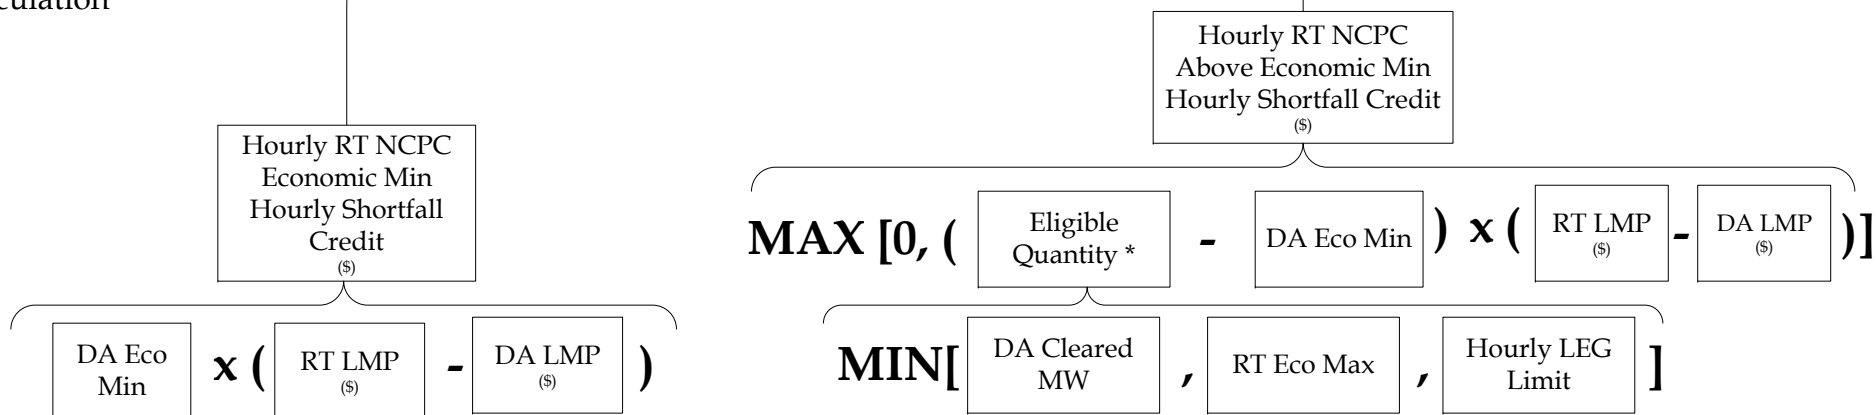 culation
Hourly RT NCPC
Economic Min
Hourly Shortfall
Credit
($)
DA Eco
Min
x (
RT LMP
($)
-
DA LMP
($)
)
Hourly RT NCPC
Above Economic Min
Hourly Shortfall Credit
($)
MAX [0, (
Eligible
Quantity *
-
DA Eco Min
) x (
RT LMP
($)
-
DA LMP
($)
)]
MIN[
DA Cleared
MW
,
RT Eco Max
,
Hourly LEG
Limit
]